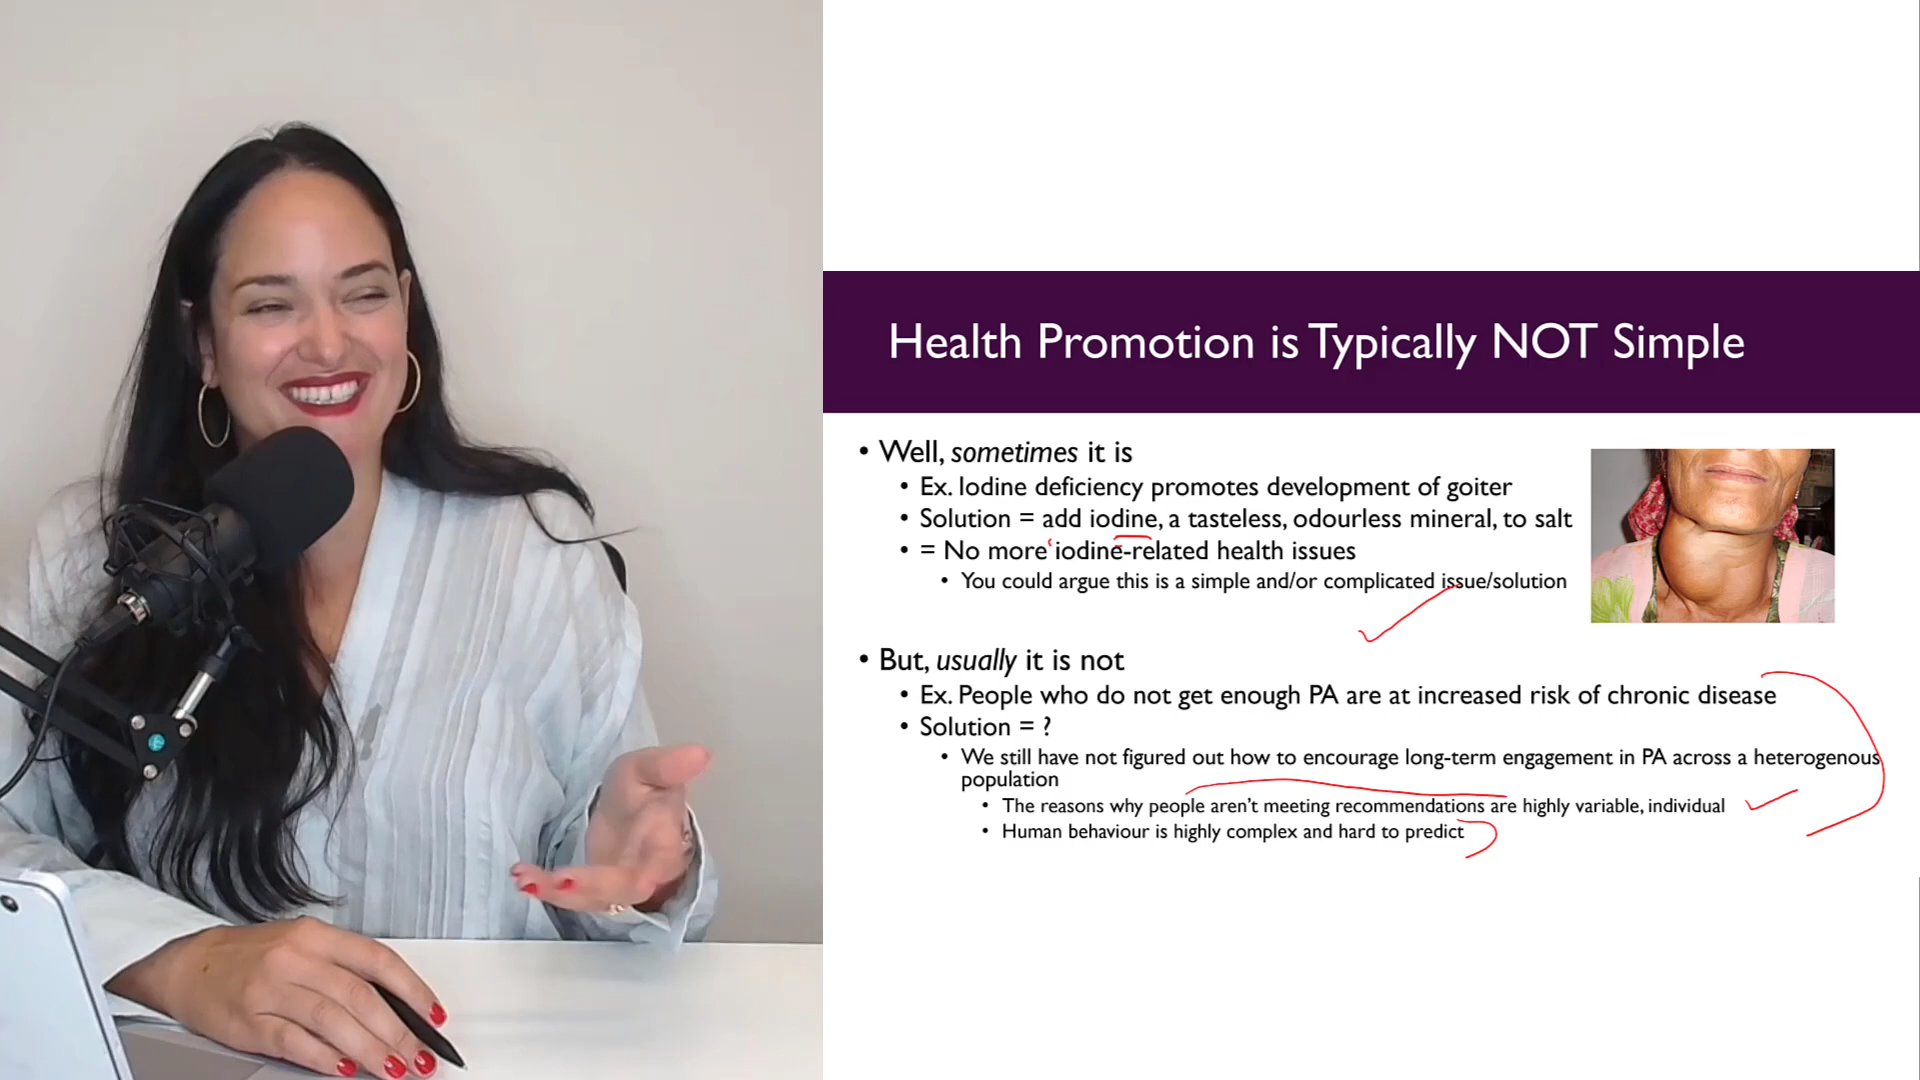 Health Promotion is Typically NOT Simple
• Well, sometimes it is
• Ex. Iodine deficiency promotes development of goiter
• Solution = add iodine, a tasteless, odourless mineral, to salt
• = No more iodine-related health issues
• You could argue this is a simple and/or complicated issue/solution
• But, usually it is not
• Ex. People who do not get enough PA are at increased risk of chronic disease
• Solution = ?
• We still have not figured out how to encourage long-term engagement in PA across a heterogenous
population
• The reasons why people aren't meeting recommendations are highly variable, individual
• Human behaviour is highly complex and hard to predict